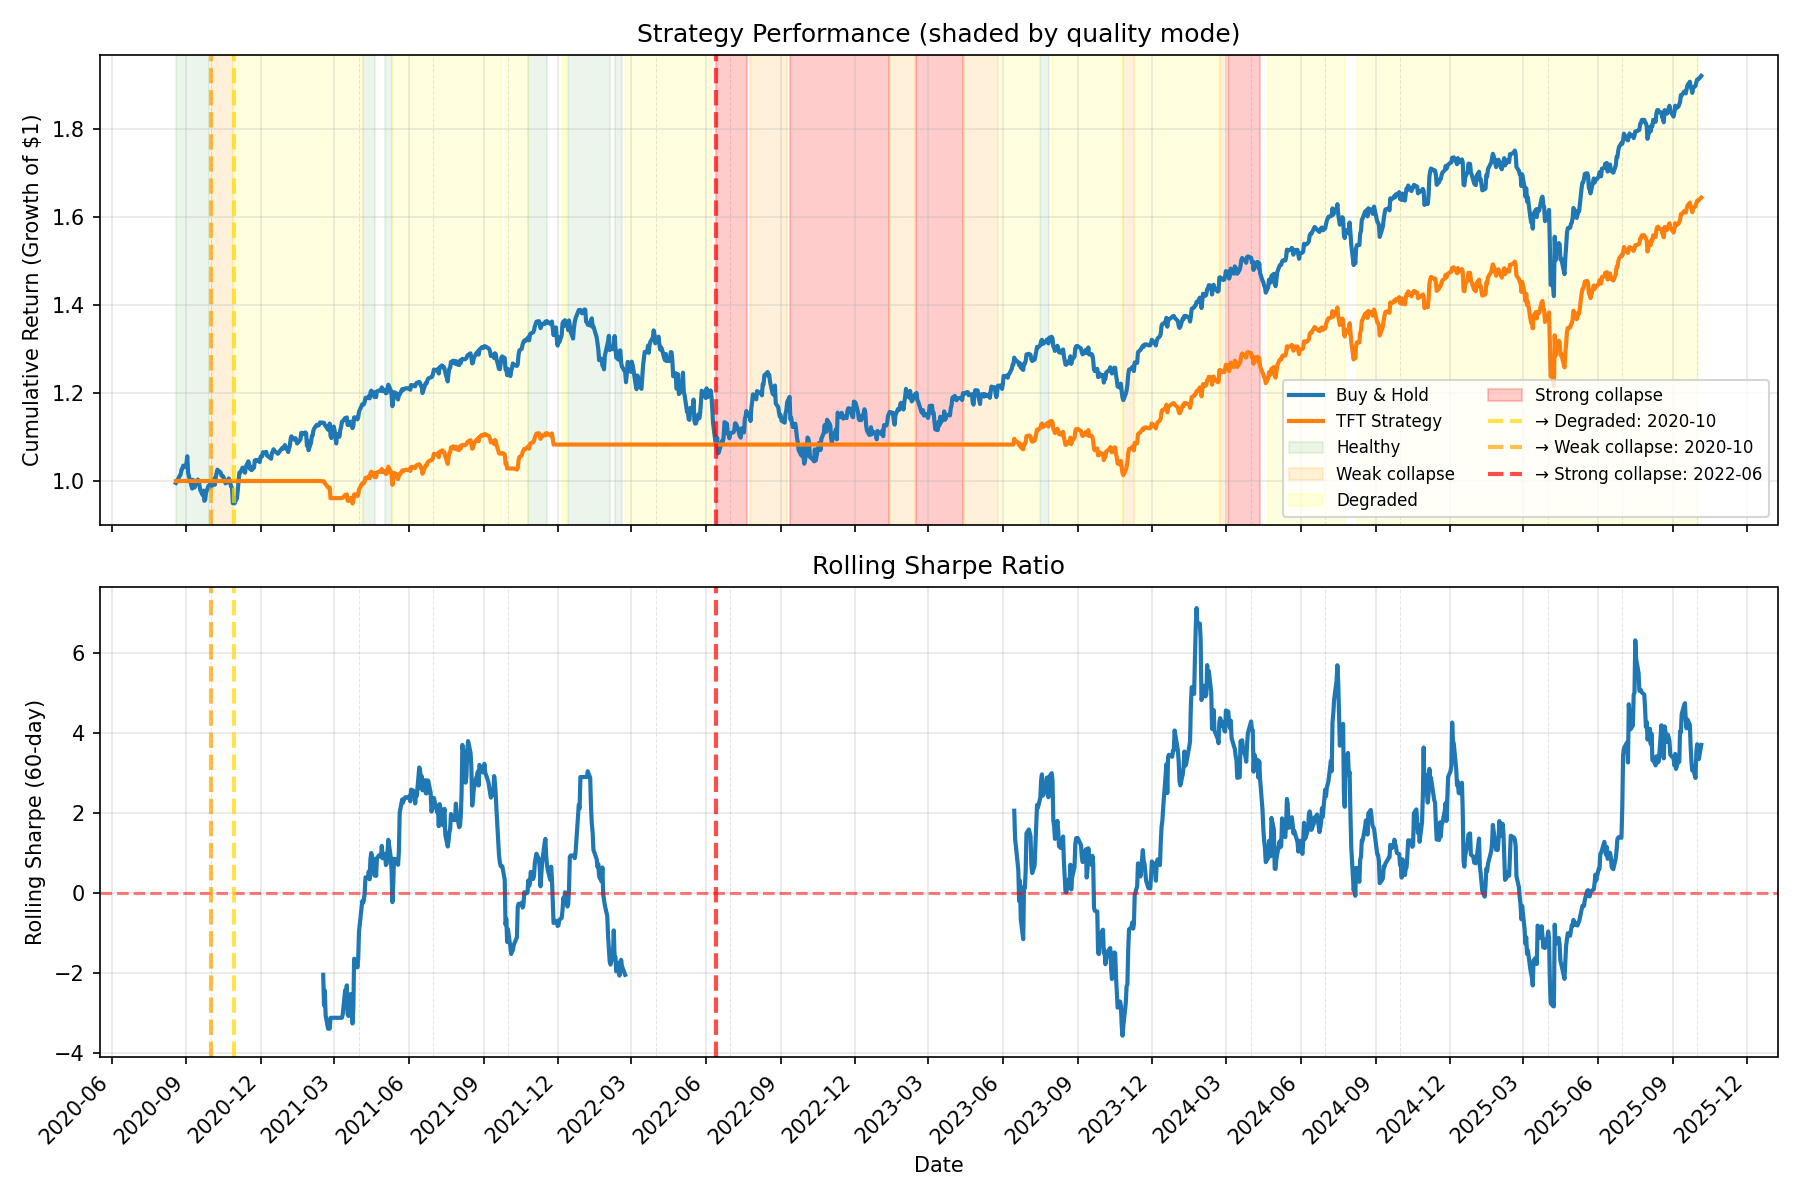 Strategy Performance (shaded by quality mode)
Cumulative Return (Growth of $1)
1.8
1.6
1.4
1.2
1.0
Buy & Hold
TFT Strategy
Healthy
Weak collapse
Degraded
Strong collapse
→ Degraded: 2020-10
→ Weak collapse: 2020-10
→ Strong collapse: 2022-06
Rolling Sharpe Ratio
Rolling Sharpe (60-day)
6
4
2
0
−2
−4
2020-06
2020-09
2020-12
2021-03
2021-06
2021-09
2021-12
2022-03
2022-06
2022-09
2022-12
2023-03
2023-06
2023-09
2023-12
2024-03
2024-06
2024-09
2024-12
2025-03
2025-06
2025-09
2025-12
Date